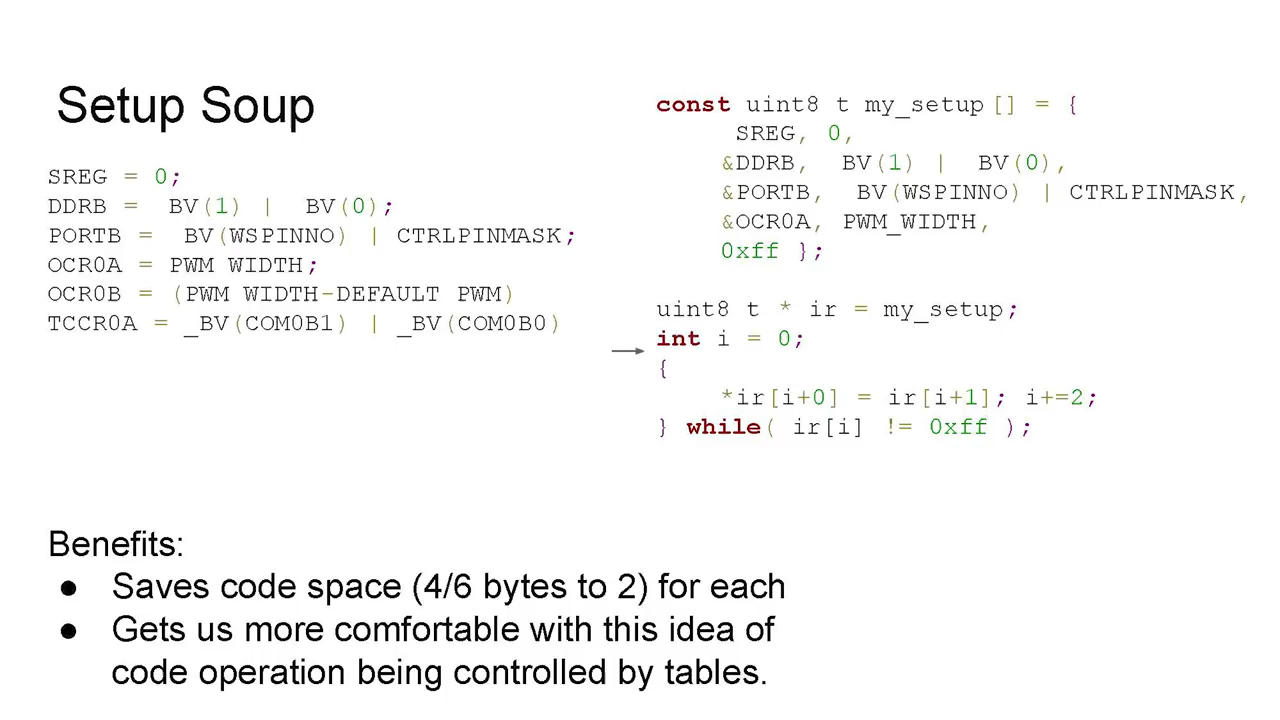 Setup Soup
SREG = 0;
DDRB = BV(1) | BV(0);
PORTB = BV(WSPINNO) | CTRLPINMASK;
OCR0A = PWM WIDTH;
OCR0B = (PWM WIDTH-DEFAULT PWM)
TCCR0A = _BV(COM0B1) | _BV(COM0B0)
const uint8 t my_setup[] = {
SREG, 0,
&DDRB, BV(1) | BV(0),
&PORTB, BV(WSPINNO) | CTRLPINMASK,
&OCR0A, PWM_WIDTH,
0xff };
uint8 t * ir = my_setup;
int i = 0;
{
*ir[i+0] = ir[i+1]; i+=2;
} while( ir[i] != 0xff );
Benefits:
● Saves code space (4/6 bytes to 2) for each
● Gets us more comfortable with this idea of
code operation being controlled by tables.